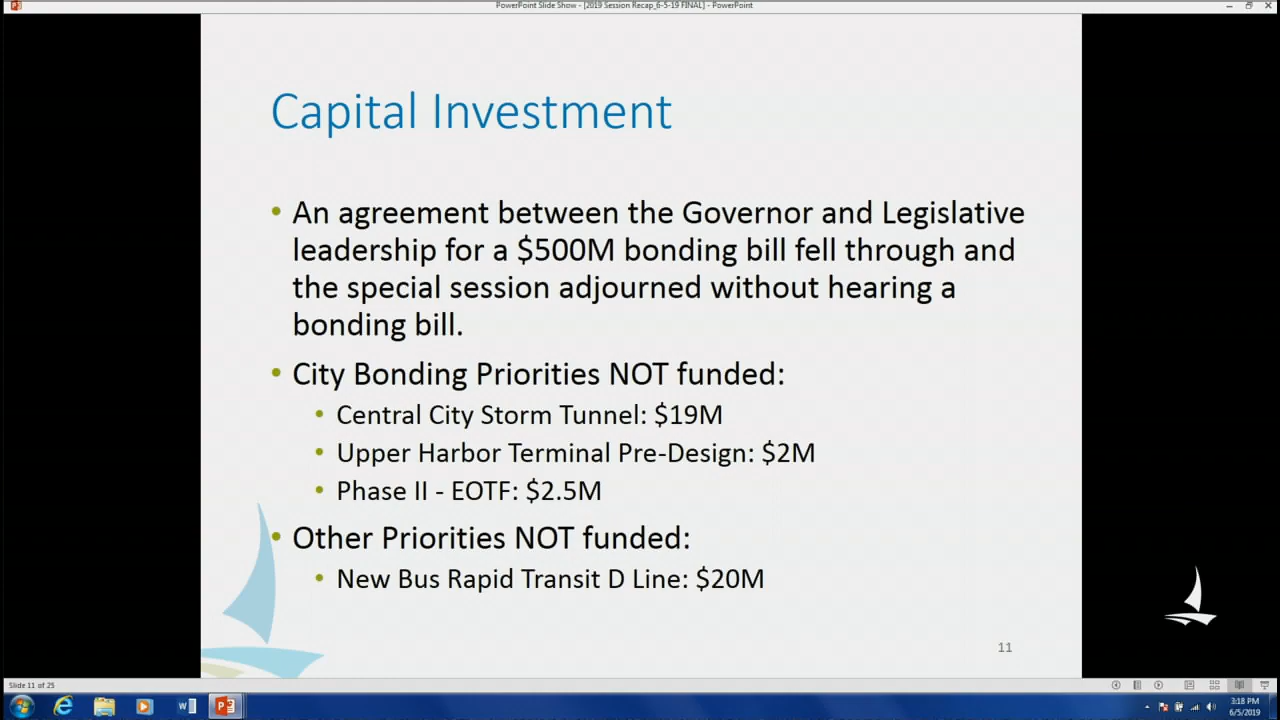 PowerPoint Slide Show - [2019 Session Recap_6-5-19 FINAL] - PowerPoint
Capital Investment
• An agreement between the Governor and Legislative
leadership for a $500M bonding bill fell through and
the special session adjourned without hearing a
bonding bill.
• City Bonding Priorities NOT funded:
• Central City Storm Tunnel: $19M
• Upper Harbor Terminal Pre-Design: $2M
• Phase II - EOTF: $2.5M
• Other Priorities NOT funded:
• New Bus Rapid Transit D Line: $20M
11
Slide 11 of 25
3:18 PM
6/5/2019